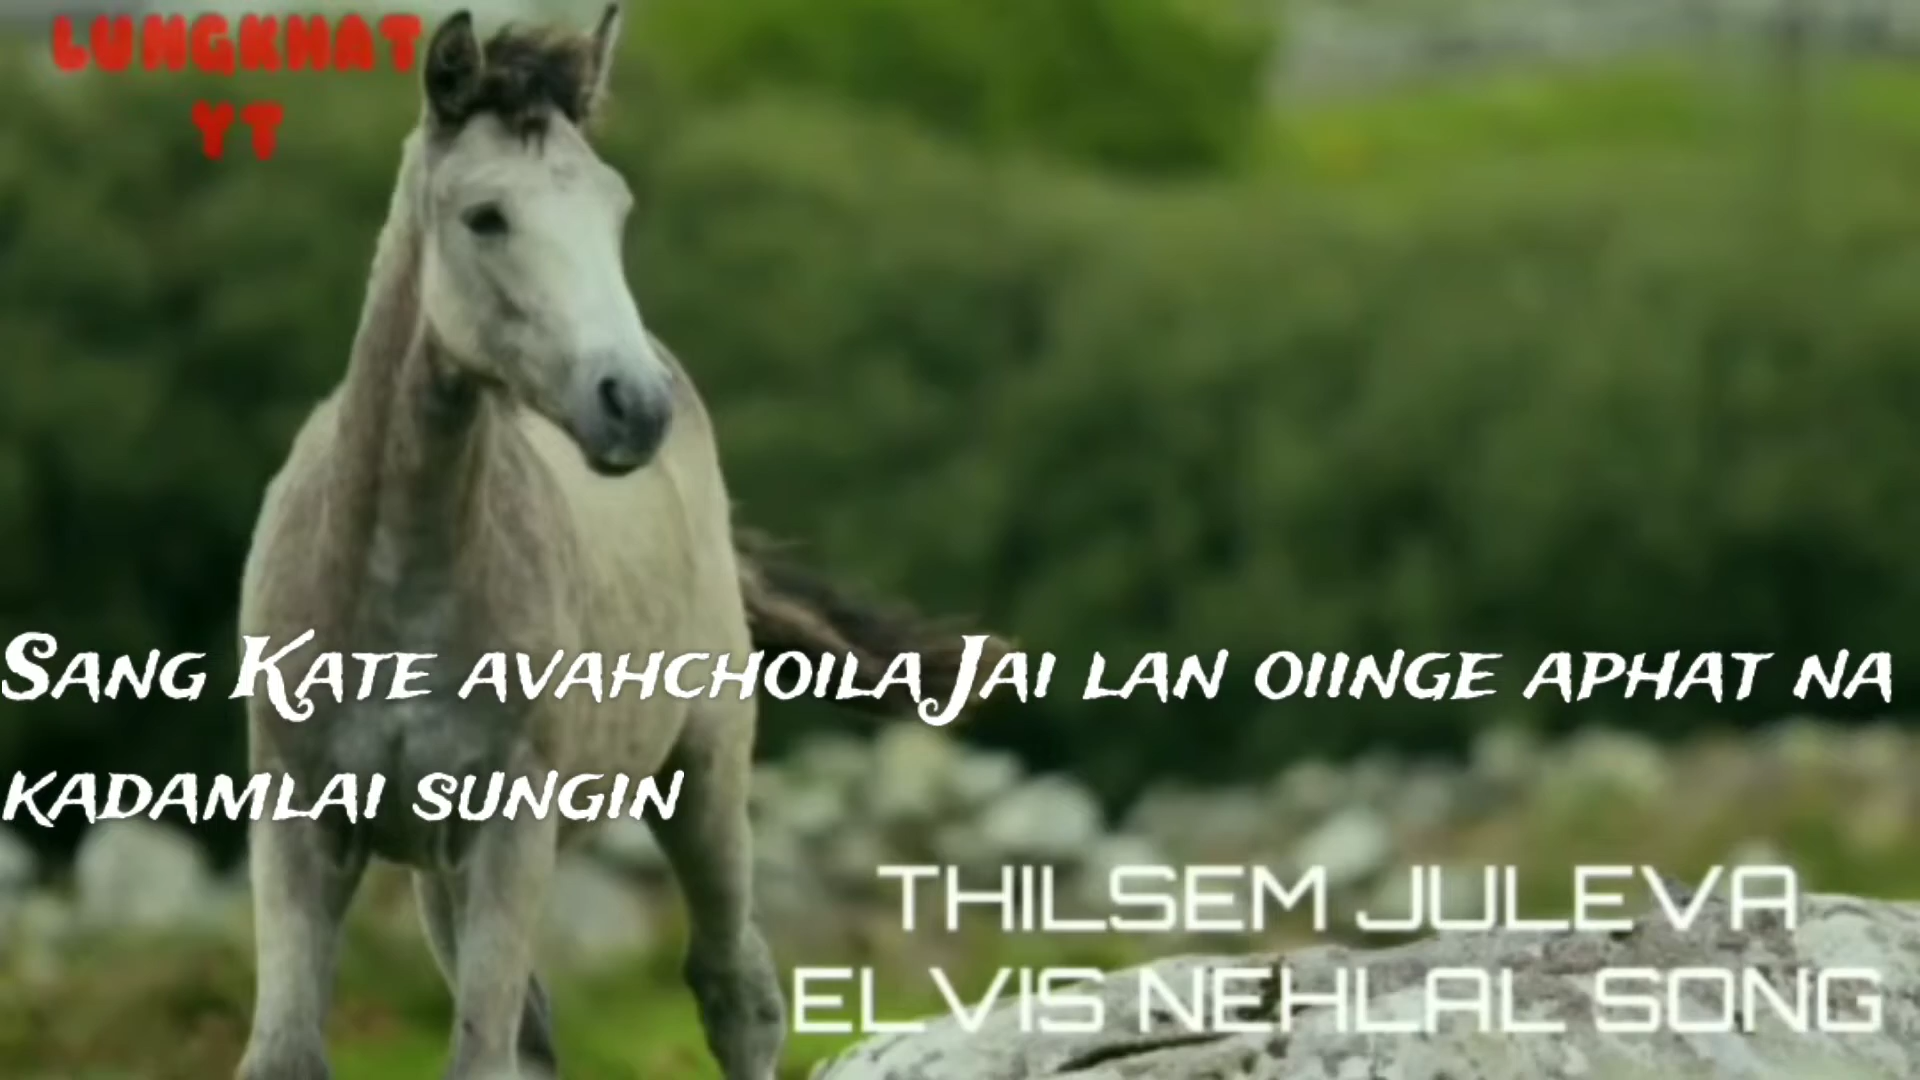 LUNGKHAT
YT
SANG KATE AVAHCHOILA JAI LAN OIINGE APHAT NA
KADAMLAI SUNGIN
THILSEM JULEVA
ELVIS NEHLAL SONG